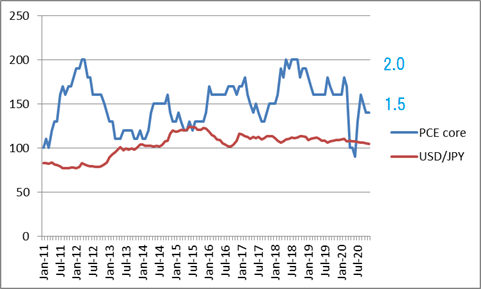 250
200
150
100
50
0
2.0
1.5
PCE core
USD/JPY
Jan-11
Jul-11
Jan-12
Jul-12
Jan-13
Jul-13
Jan-14
Jul-14
Jan-15
Jul-15
Jan-16
Jul-16
Jan-17
Jul-17
Jan-18
Jul-18
Jan-19
Jul-19
Jan-20
Jul-20